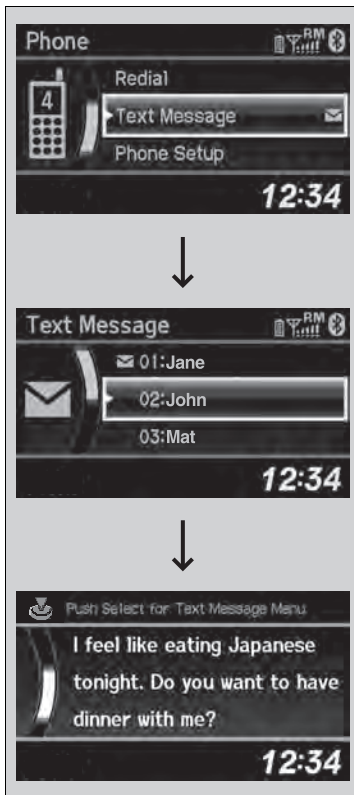 Phone
RM
4
Redial
Text Message
Phone Setup
12:34
Text Message
RM
01:Jane
02:John
03:Mat
12:34
Push Select for Text Message Menu
I feel like eating Japanese
tonight. Do you want to have
dinner with me?
12:34